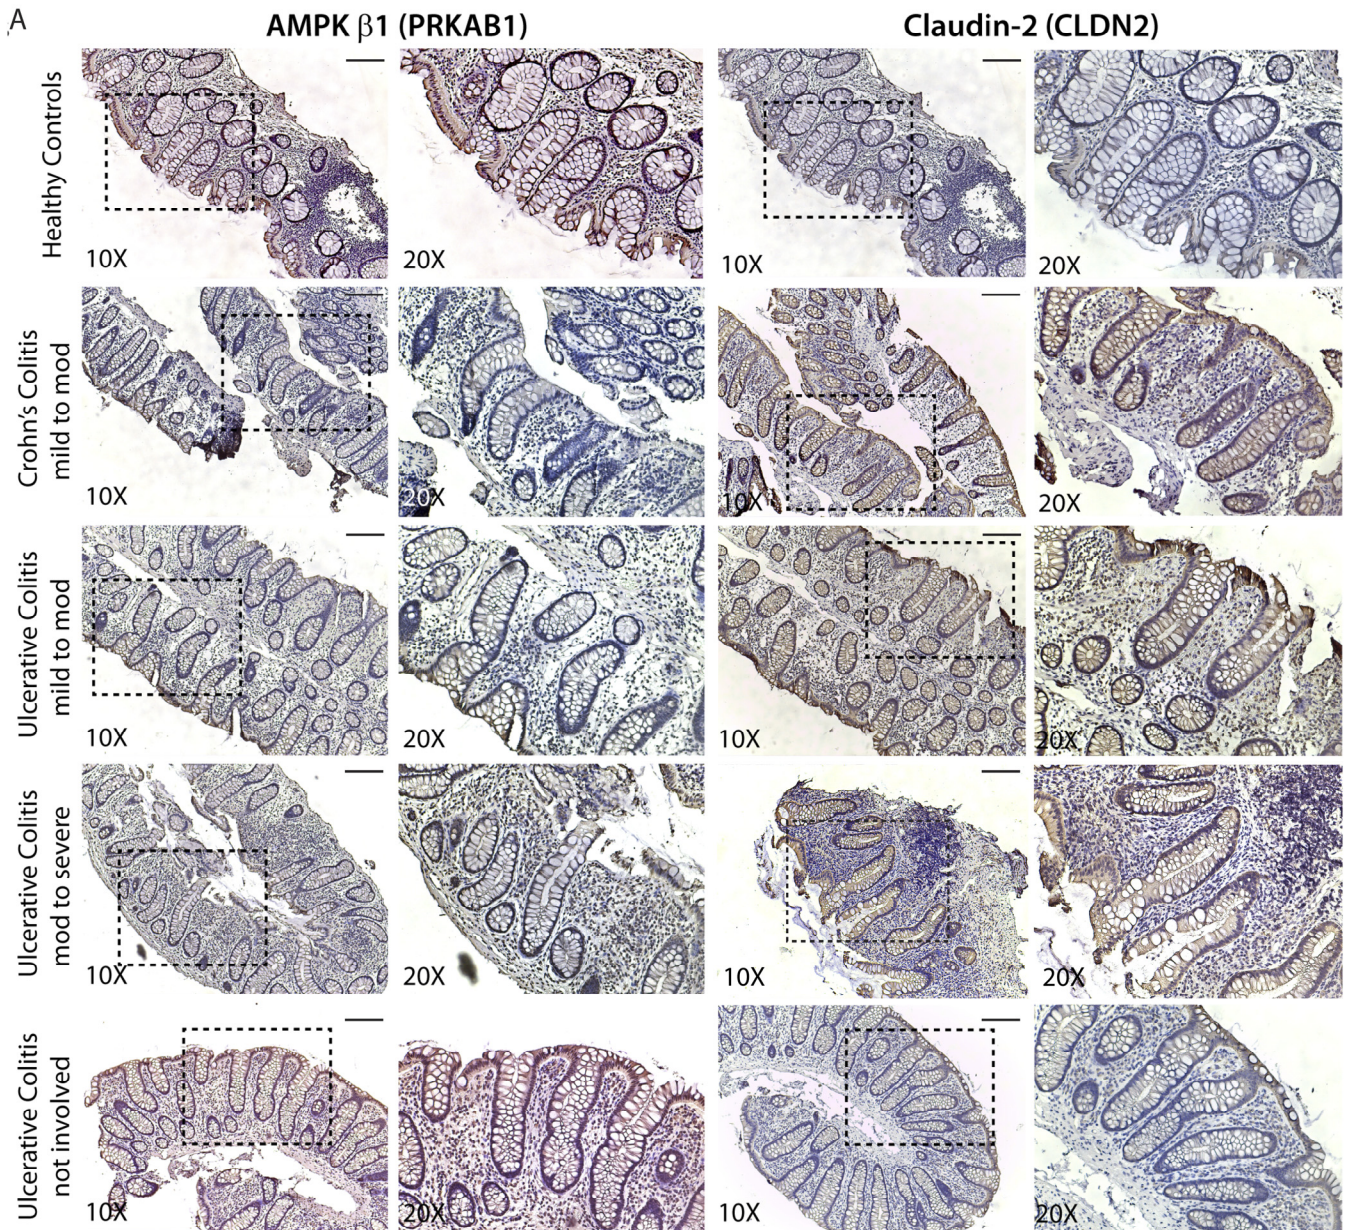 A
AMPK β1 (PRKAB1)
Claudin-2 (CLDN2)
Healthy Controls
10X
20X
10X
20X
Crohn's Colitis
mild to mod
10X
20X
10X
20X
Ulcerative Colitis
mild to mod
10X
20X
10X
20X
Ulcerative Colitis
mod to severe
10X
20X
10X
20X
Ulcerative Colitis
not involved
10X
20X
10X
20X